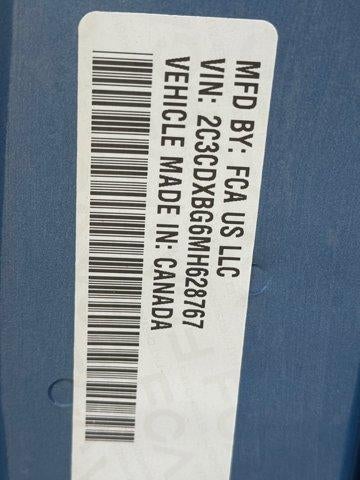 MFD BY: FCA US LLC
VIN: 2C3CDXBG6MH628767
VEHICLE MADE IN: CANADA